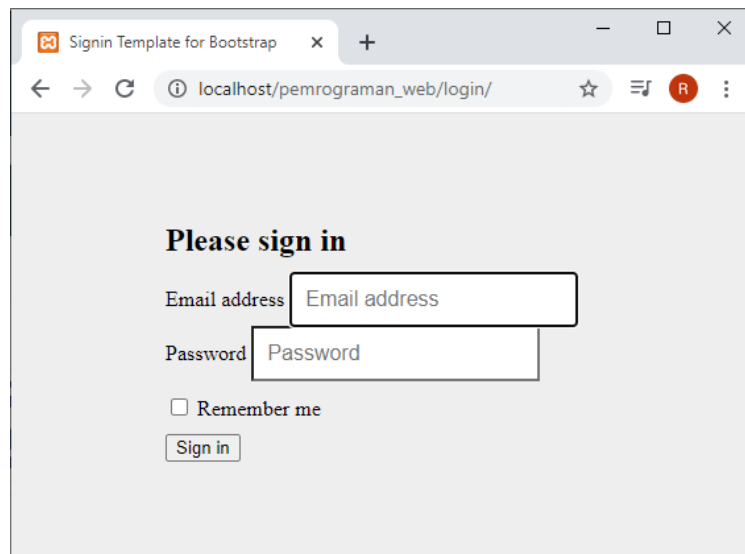 Signin Template for Bootstrap
localhost/pemrograman_web/login/
R
Please sign in
Email address Email address
Password Password
Remember me
Sign in